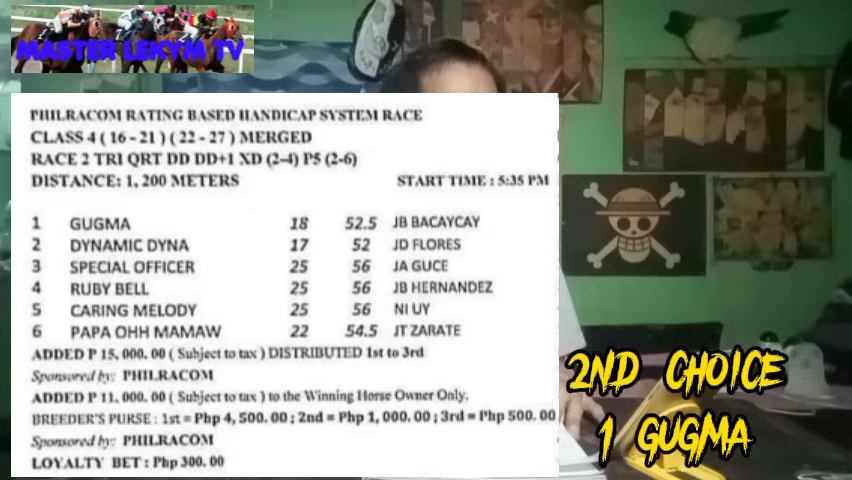 MASTER LEKYM TV
PHILRACOM RATING BASED HANDICAP SYSTEM RACE
CLASS 4 ( 16 - 21 ) ( 22 - 27 ) MERGED
RACE 2 TRI QRT DD DD+1 XD (2-4) P5 (2-6)
DISTANCE: 1, 200 METERS START TIME : 5:35 PM
1 GUGMA 18 52.5 JB BACAYCAY
2 DYNAMIC DYNA 17 52 JD FLORES
3 SPECIAL OFFICER 25 56 JA GUCE
4 RUBY BELL 25 56 JB HERNANDEZ
5 CARING MELODY 25 56 NI UY
6 PAPA OHH MAMAW 22 54.5 JT ZARATE
ADDED P 15, 000. 00 ( Subject to tax ) DISTRIBUTED 1st to 3rd
Sponsored by: PHILRACOM
ADDED P 11, 000. 00 ( Subject to tax ) to the Winning Horse Owner Only.
BREEDER'S PURSE : 1st = Php 4, 500. 00 ; 2nd = Php 1, 000. 00 ; 3rd = Php 500. 00
Sponsored by: PHILRACOM
LOYALTY BET : Php 300. 00
2ND CHOICE
1 GUGMA